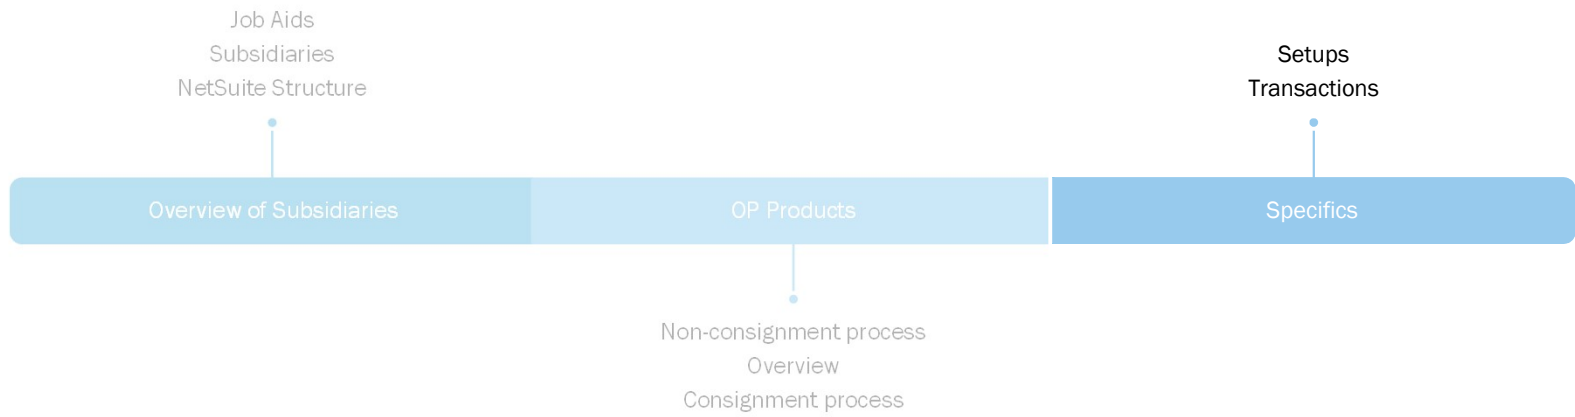 Job Aids
Subsidiaries
NetSuite Structure
Setups
Transactions
Overview of Subsidiaries
OP Products
Specifics
Non-consignment process
Overview
Consignment process